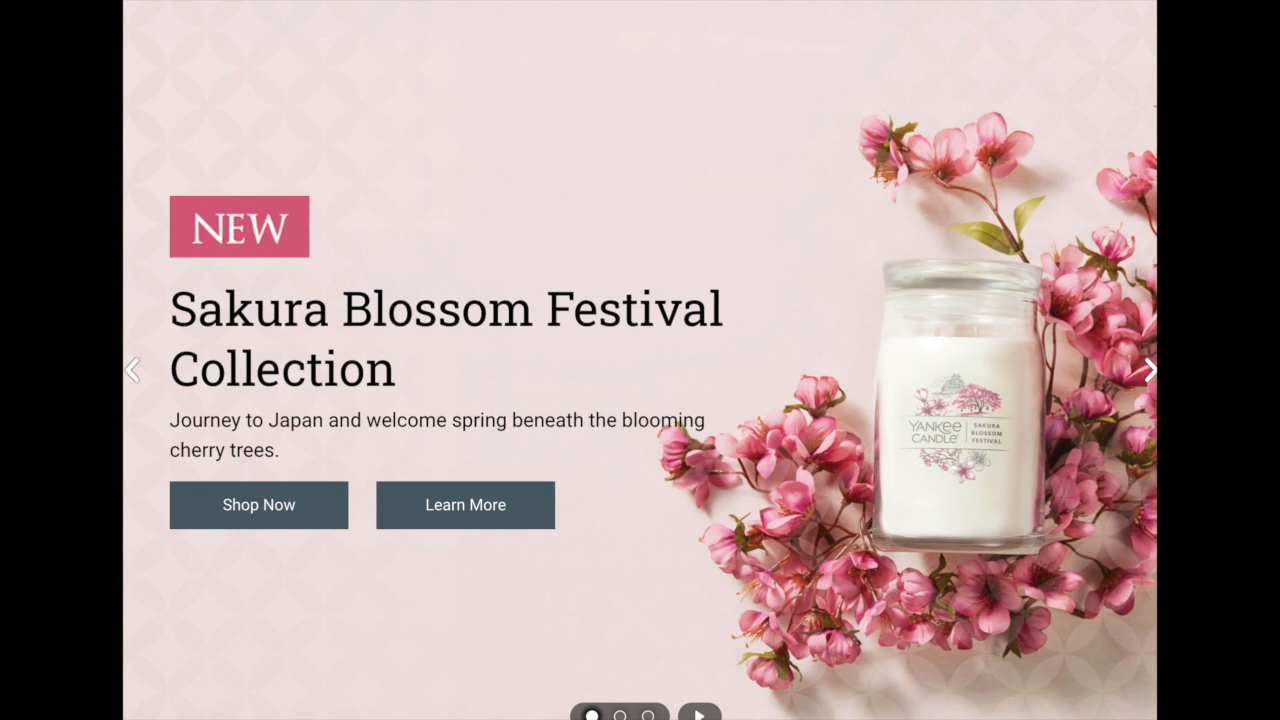 NEW
Sakura Blossom Festival
Collection
Journey to Japan and welcome spring beneath the blooming
cherry trees.
Shop Now
Learn More
YANKEE
CANDLE
SAKURA
BLOSSOM
FESTIVAL